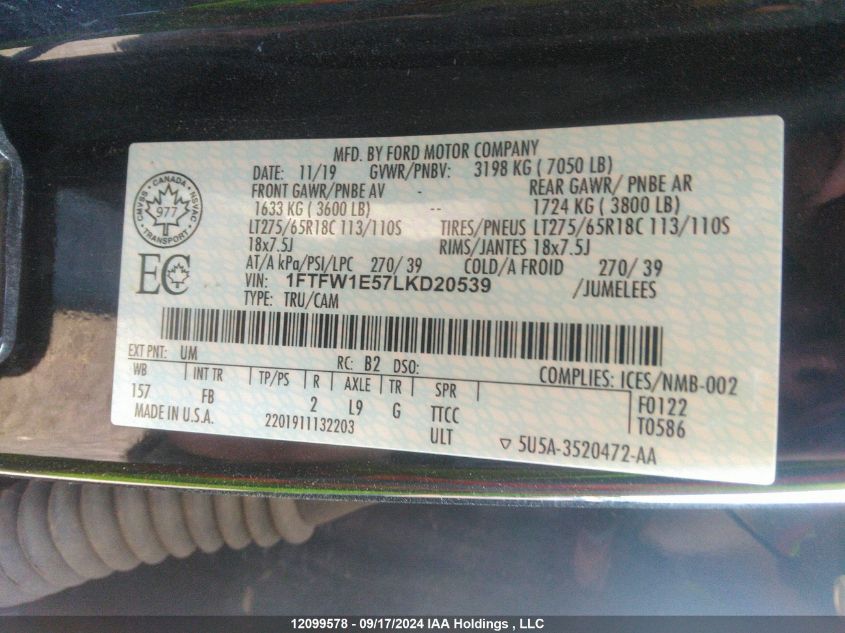 MFD. BY FORD MOTOR COMPANY
DATE: 11/19 GVWR/PNBV: 3198 KG ( 7050 LB)
FRONT GAWR/PNBE AV - REAR GAWR/ PNBE AR
1633 KG ( 3600 LB) -- 1724 KG ( 3800 LB)
LT275/65R18C 113/110S TIRES/PNEUS LT275/65R18C 113/110S
18x7.5J RIMS/JANTES 18x7.5J
AT/A kPa/PSI/LPC 270/ 39 COLD/A FROID 270/ 39
VIN: 1FTFW1E57LKD20539 /JUMELEES
TYPE: TRU/CAM
CANADA
CMVSS NSVAC
977
TRANSPORT
EC
EXT PNT: UM RC: B2 DSO: COMPLIES: ICES/NMB-002
WB INT TR TP/PS R AXLE TR SPR F0122
157 FB 2 L9 G TTCC T0586
MADE IN U.S.A. 2201911132203 ULT ▽ 5U5A-3520472-AA
12099578 - 09/17/2024 IAA Holdings , LLC